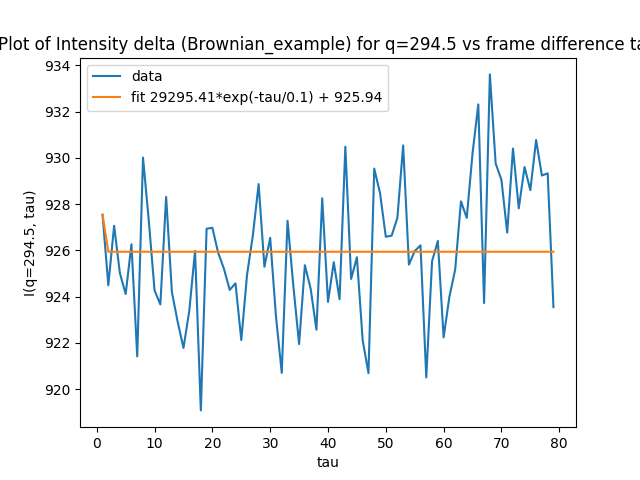 Plot of Intensity delta (Brownian_example) for q=294.5 vs frame difference ta
934
932
930
928
926
924
922
920
I(q=294.5, tau)
data
fit 29295.41*exp(-tau/0.1) + 925.94
0 10 20 30 40 50 60 70 80
tau